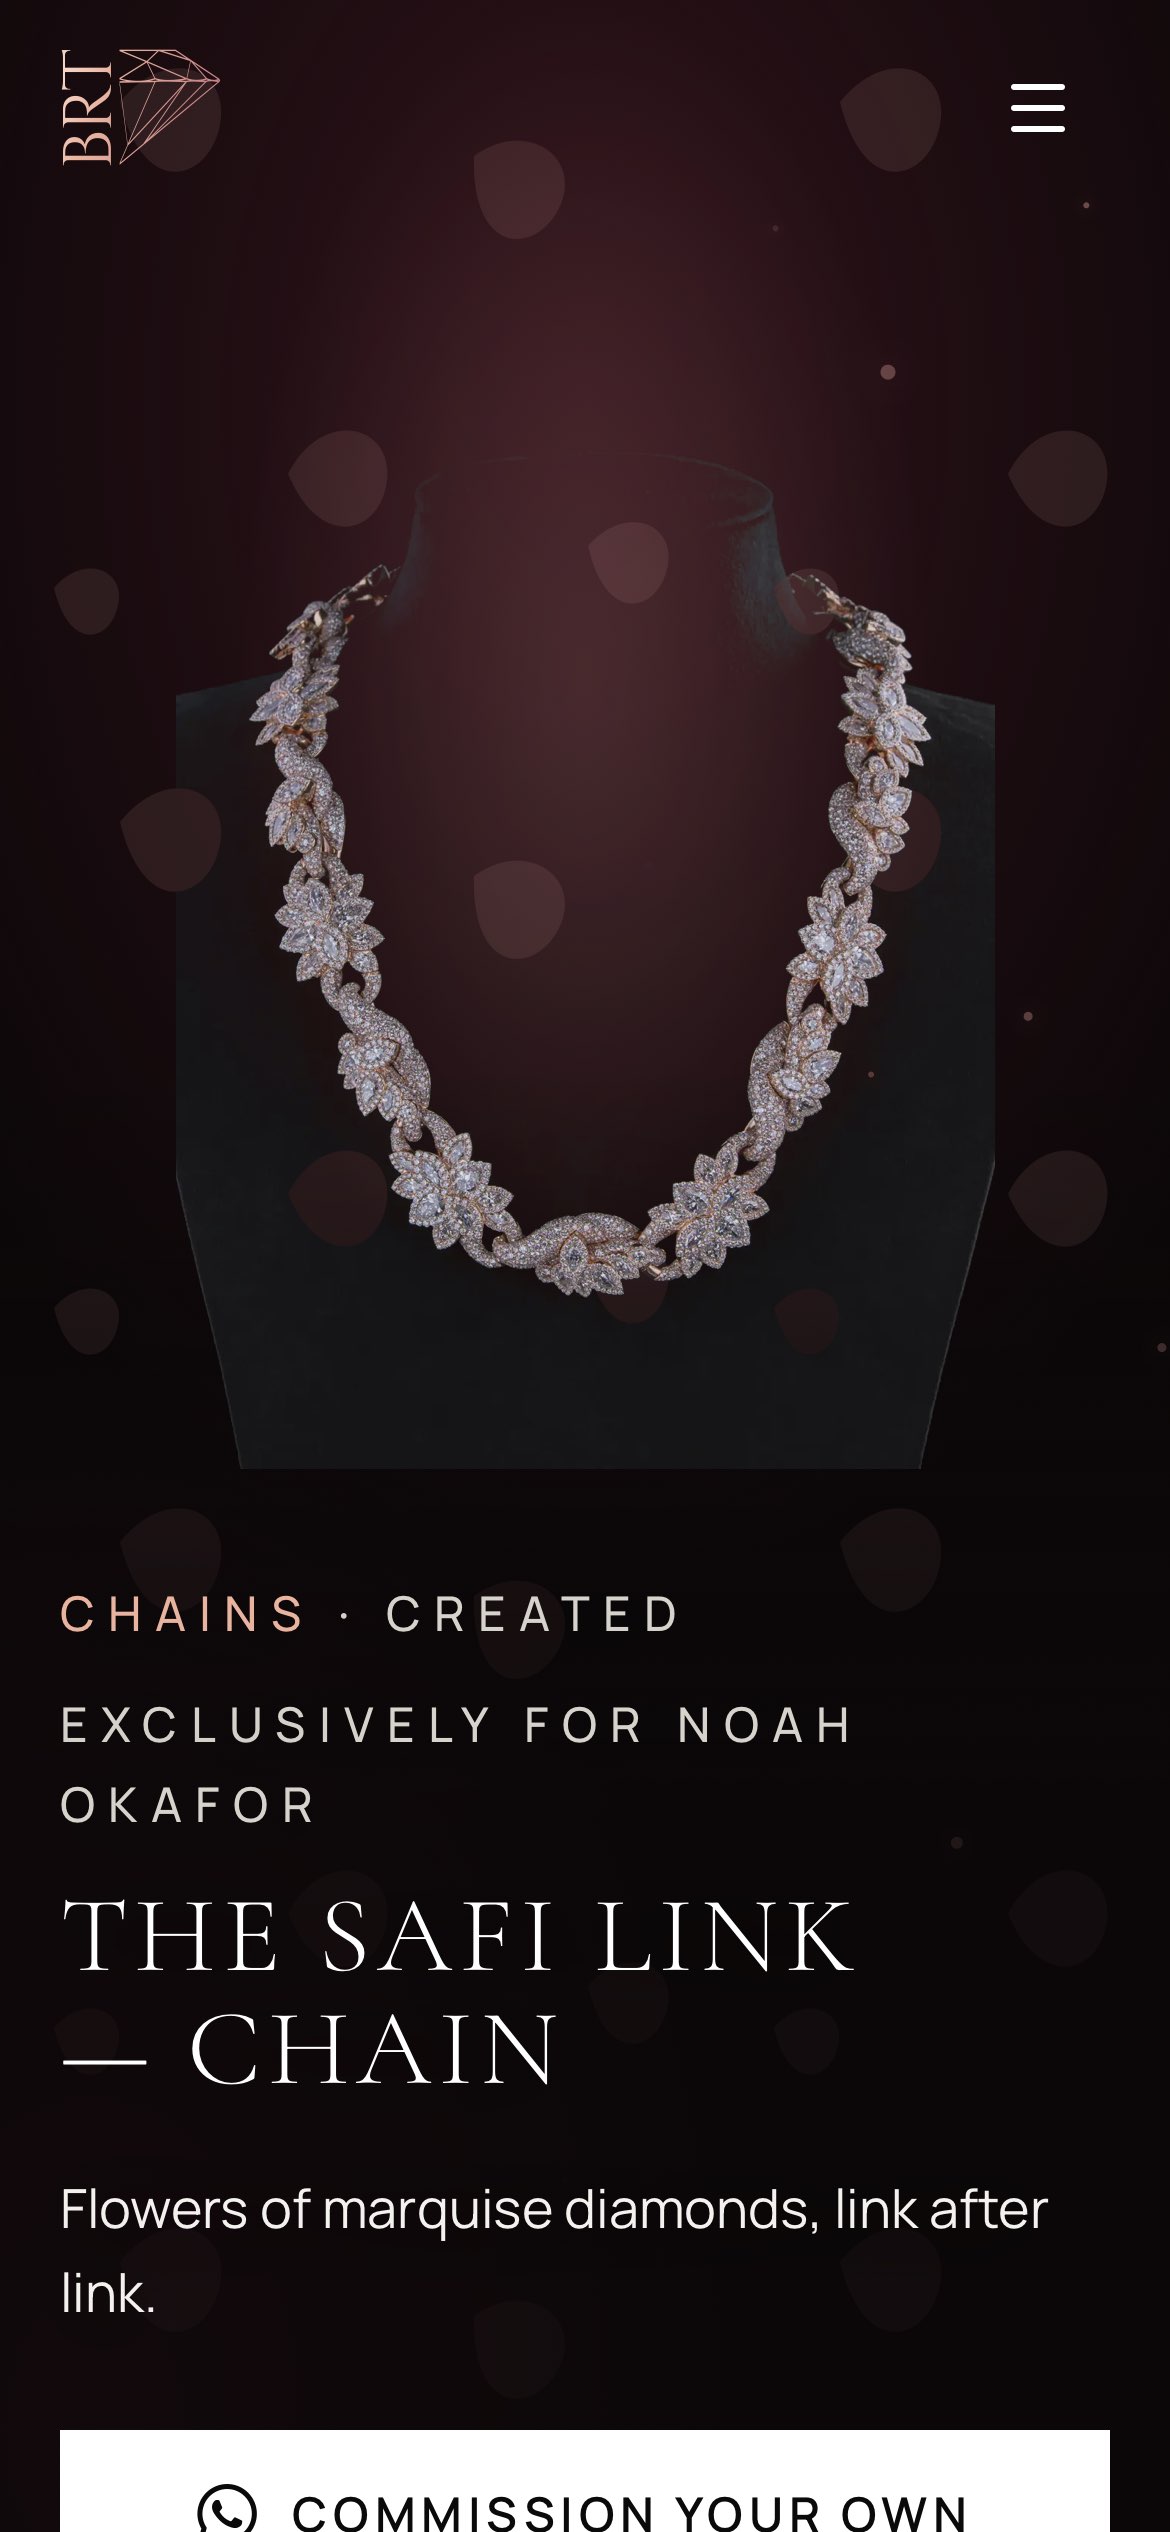 BRT
CHAINS · CREATED
EXCLUSIVELY FOR NOAH
OKAFOR
THE SAFI LINK
— CHAIN
Flowers of marquise diamonds, link after
link.
COMMISSION YOUR OWN